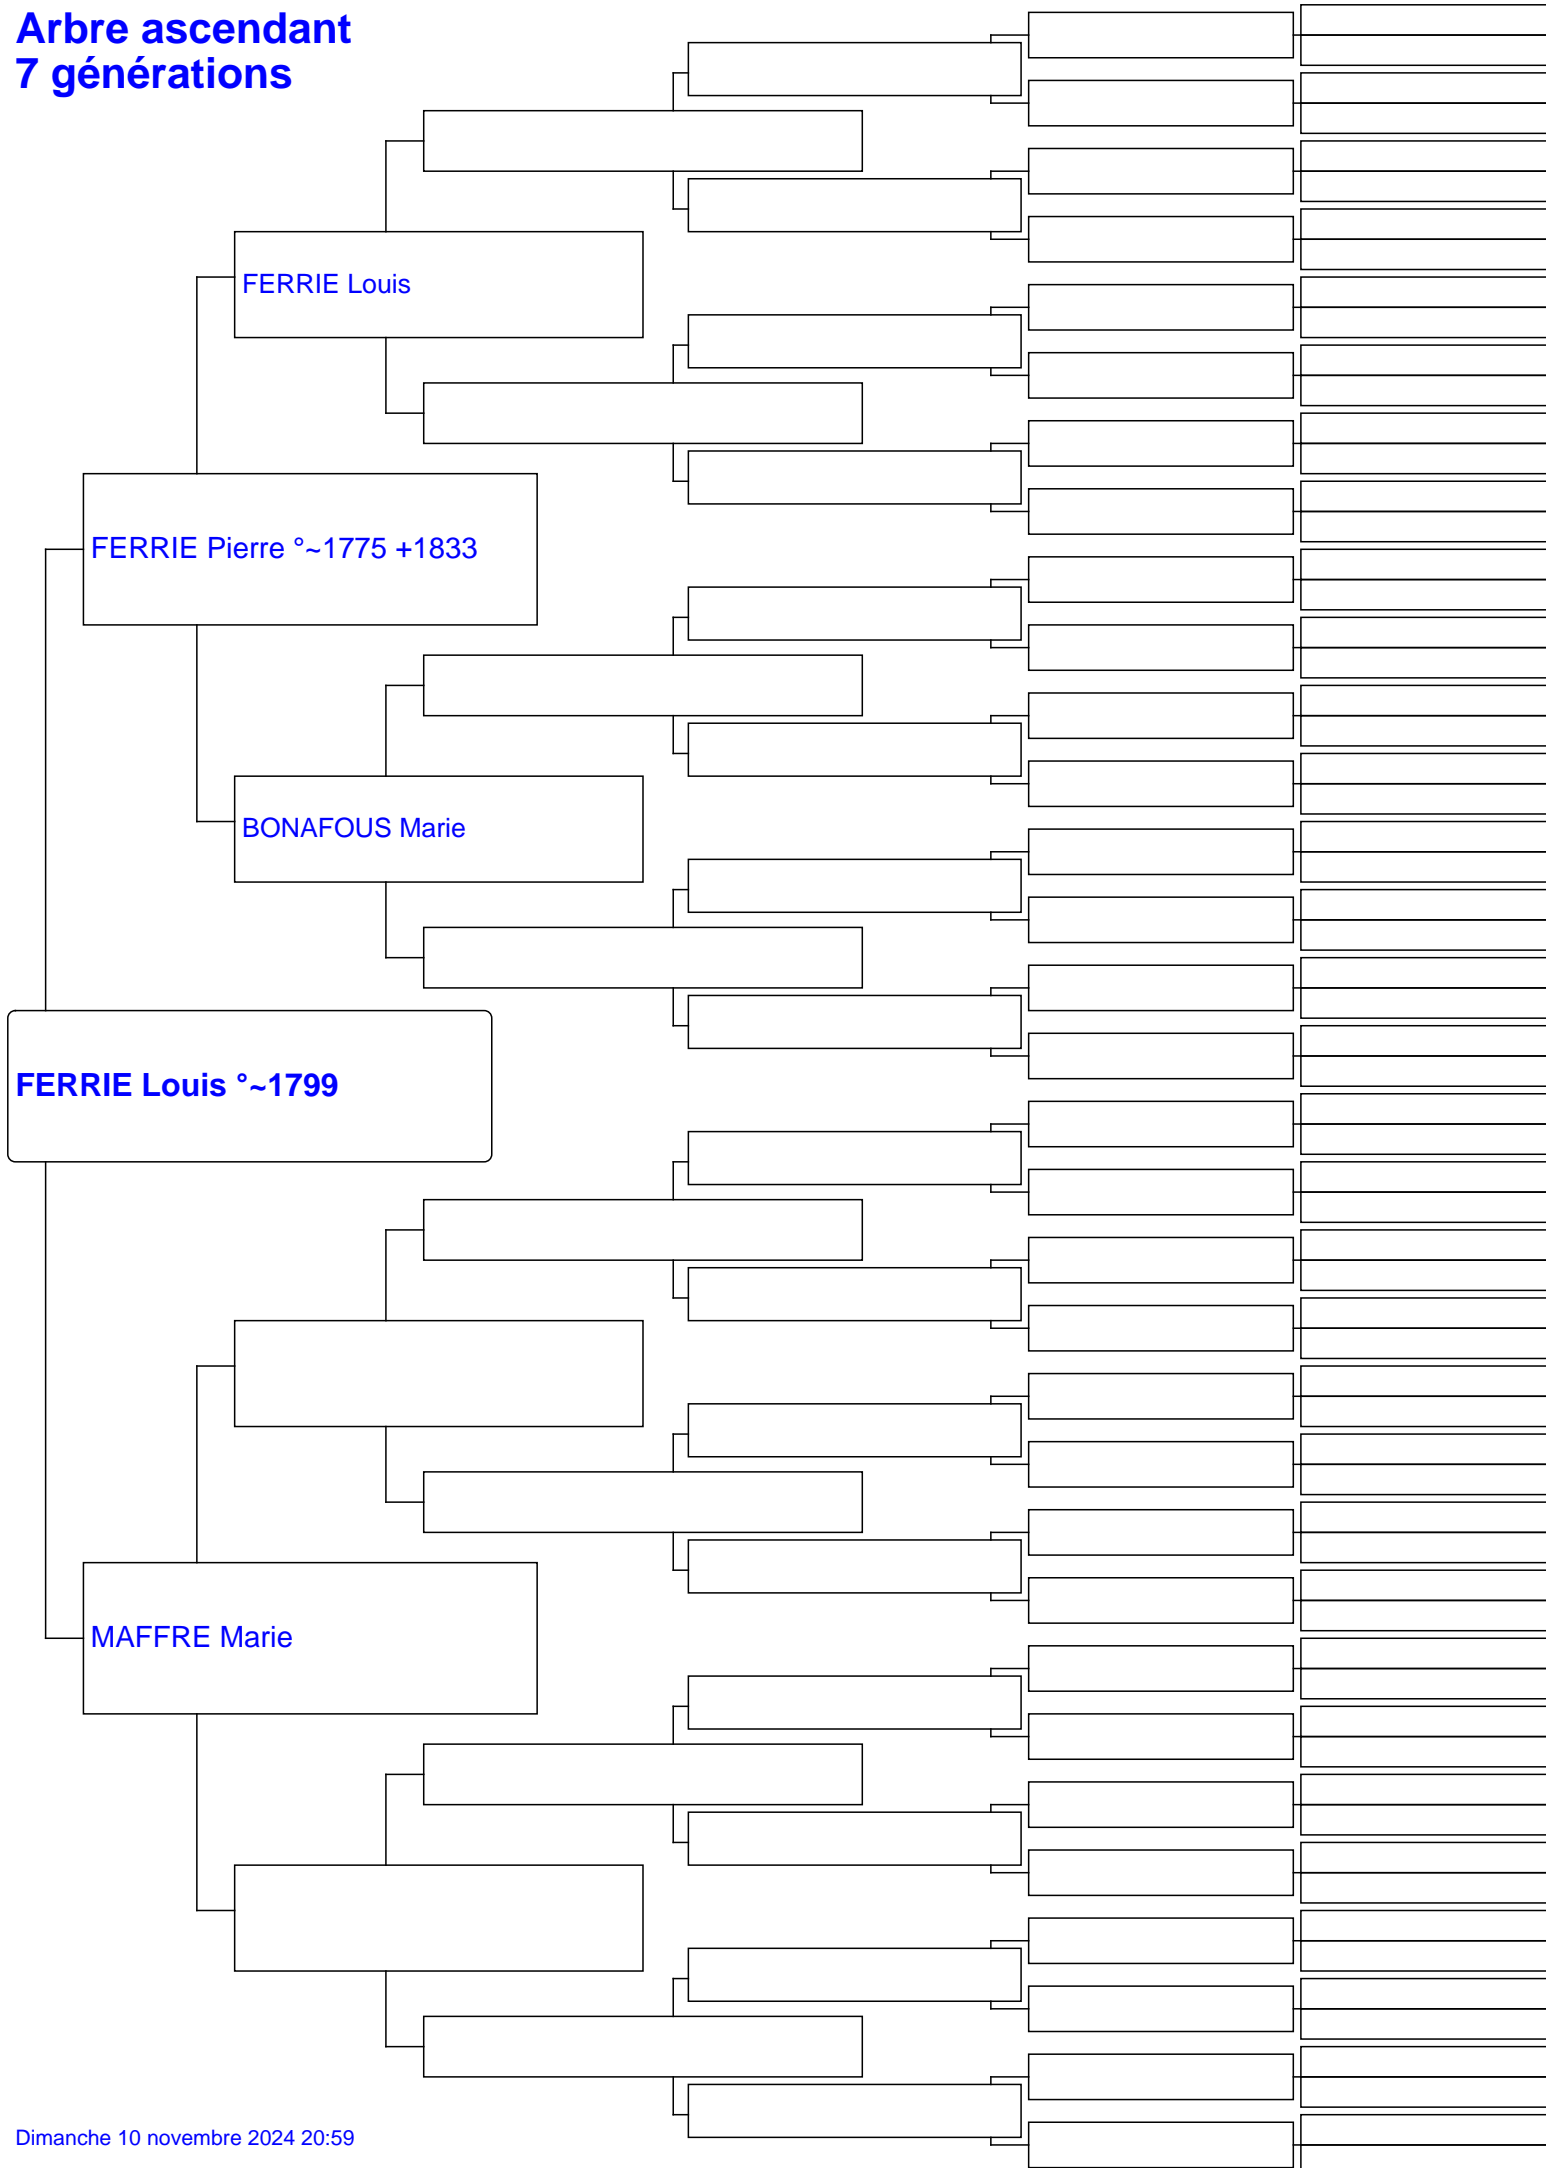 Arbre ascendant
7 générations
FERRIE Louis
FERRIE Pierre °~1775 +1833
BONAFOUS Marie
FERRIE Louis °~1799
MAFFRE Marie
Dimanche 10 novembre 2024 20:59